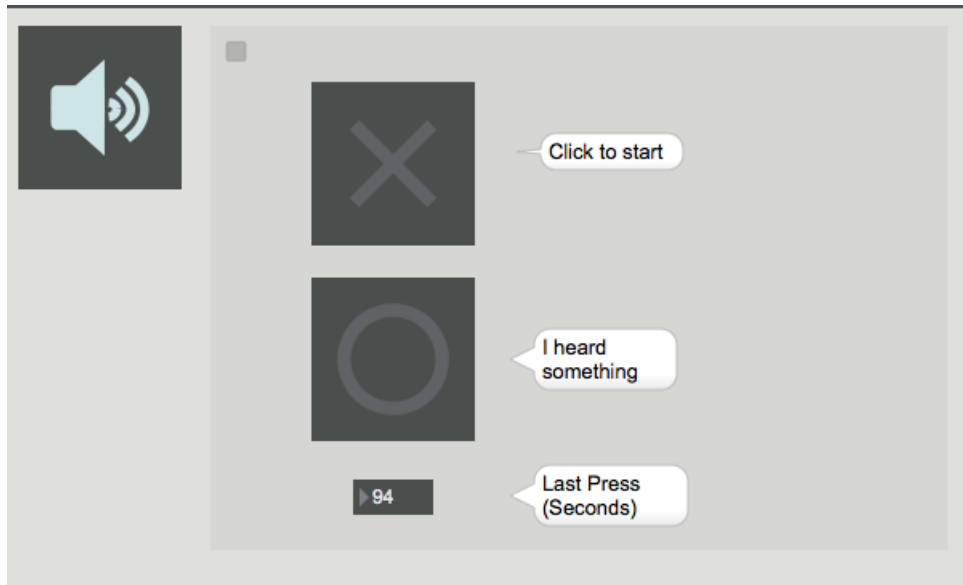 Click to start
I heard
something
94
Last Press
(Seconds)